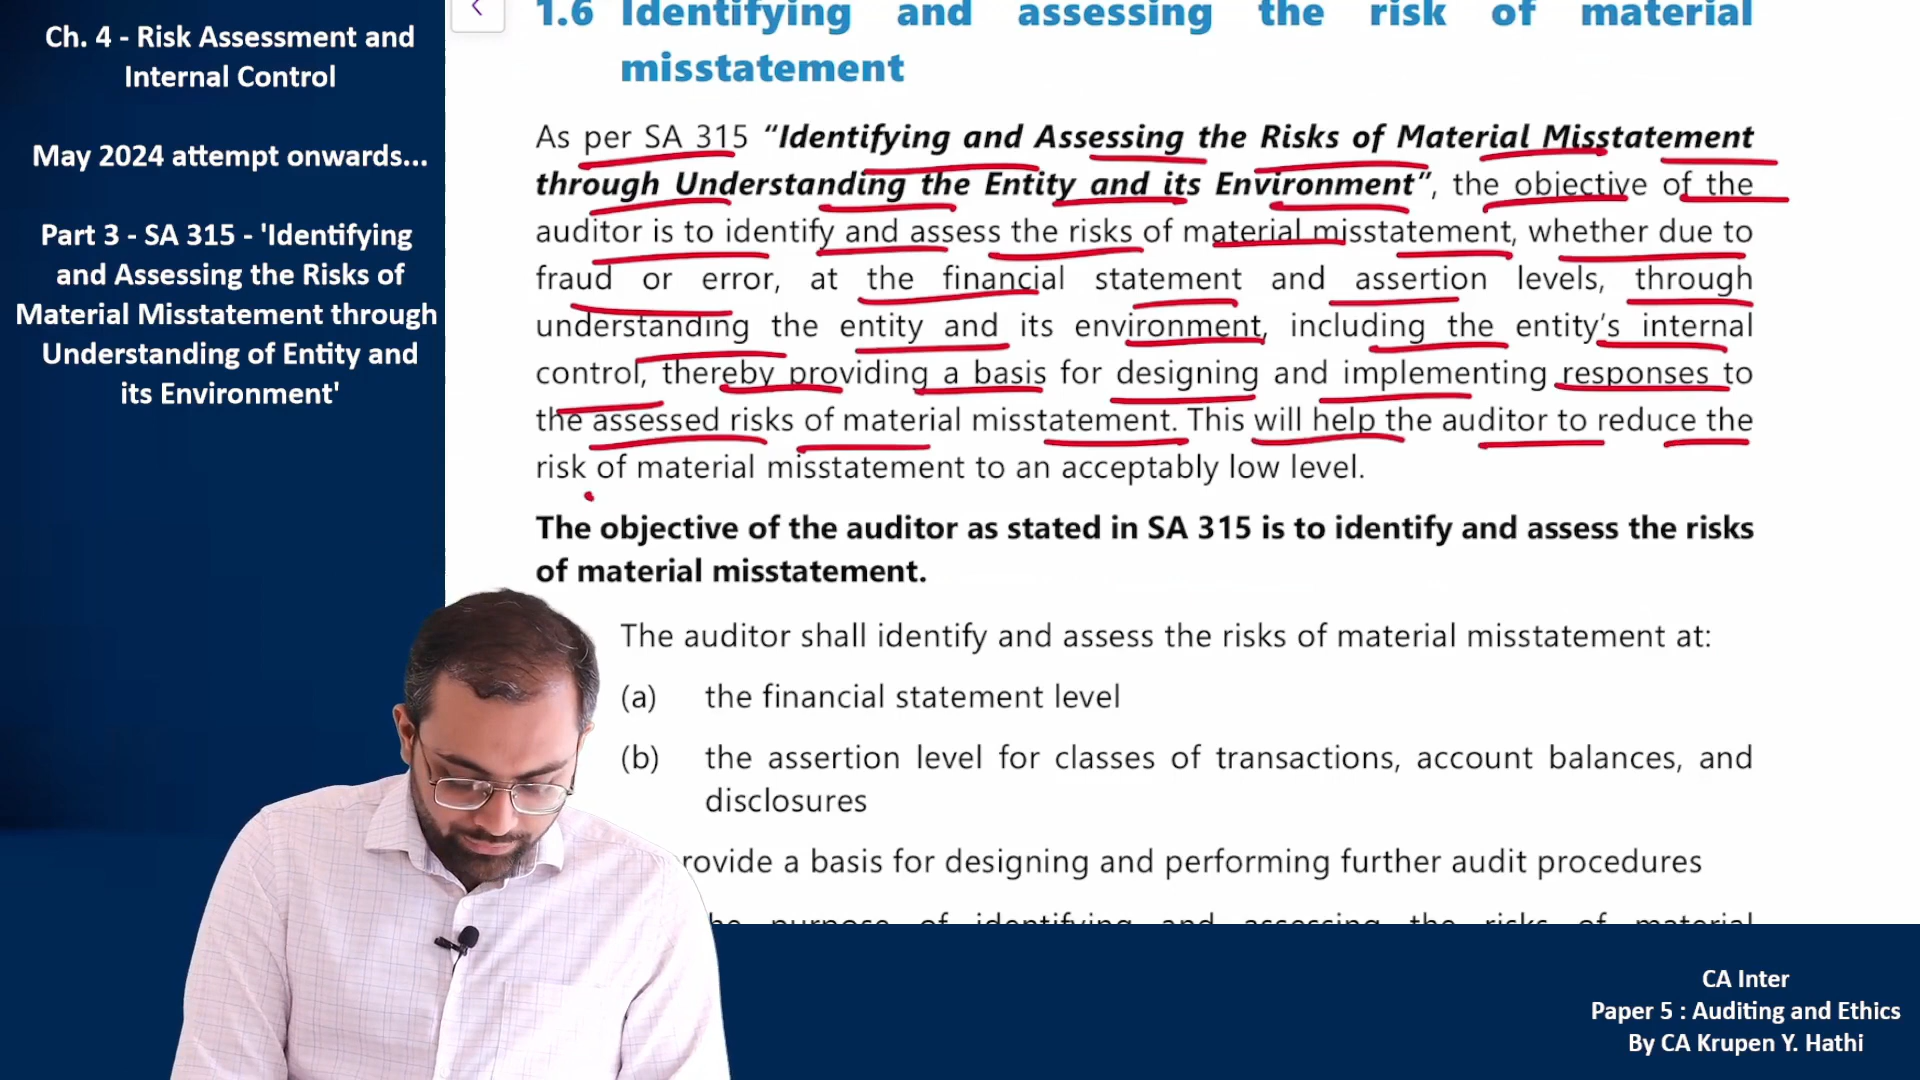 Ch. 4 - Risk Assessment and
Internal Control
May 2024 attempt onwards...
Part 3 - SA 315 - 'Identifying
and Assessing the Risks of
Material Misstatement through
Understanding of Entity and
its Environment'
1.6 Identifying and assessing the risk of material
misstatement
As per SA 315 “Identifying and Assessing the Risks of Material Misstatement
through Understanding the Entity and its Environment”, the objective of the
auditor is to identify and assess the risks of material misstatement, whether due to
fraud or error, at the financial statement and assertion levels, through
understanding the entity and its environment, including the entity’s internal
control, thereby providing a basis for designing and implementing responses to
the assessed risks of material misstatement. This will help the auditor to reduce the
risk of material misstatement to an acceptably low level.
The objective of the auditor as stated in SA 315 is to identify and assess the risks
of material misstatement.
The auditor shall identify and assess the risks of material misstatement at:
(a) the financial statement level
(b) the assertion level for classes of transactions, account balances, and
disclosures
a basis for designing and performing further audit procedures
purpose of identifying and assessing the risks of material
CA Inter
Paper 5 : Auditing and Ethics
By CA Krupen Y. Hathi